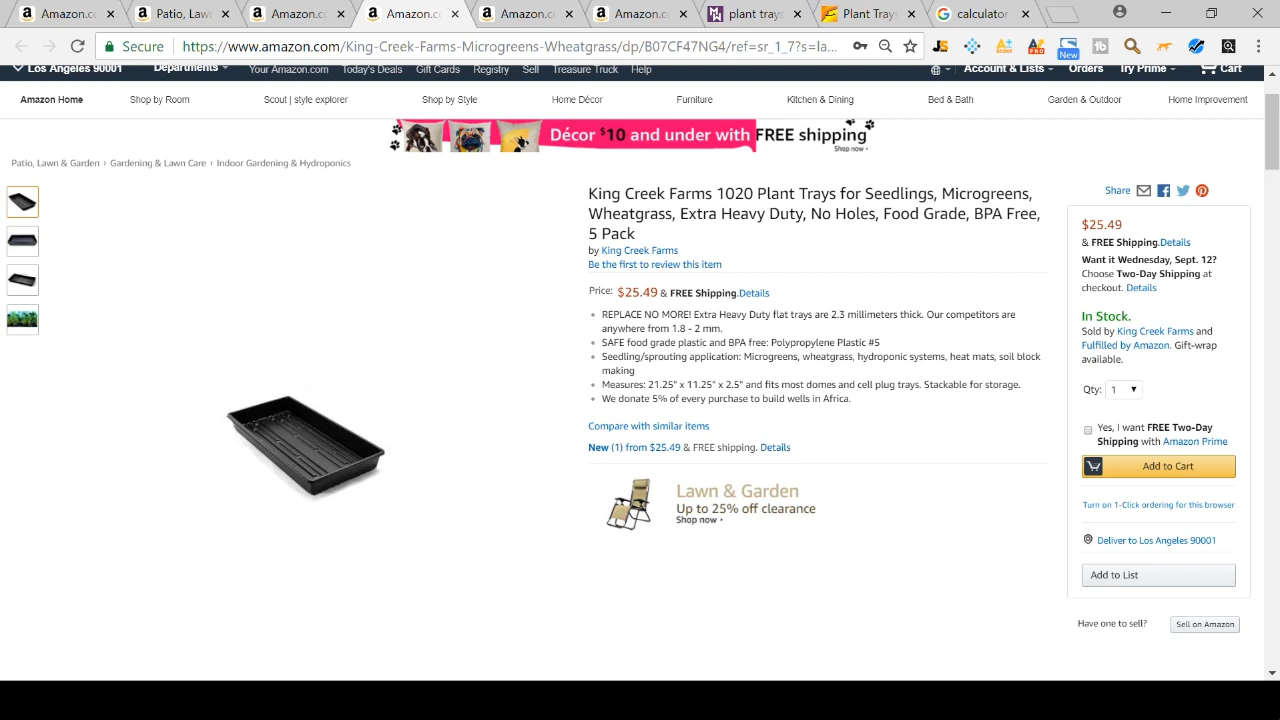 Amazon.co
Patio, Lawn
Amazon.co
Amazon.co
Amazon.co
Amazon.co
plant trays
Plant Trays
calculator
Secure
https://www.amazon.com/King-Creek-Farms-Microgreens-Wheatgrass/dp/B07CF47NG4/ref=sr_1_7?s=la...
New
Los Angeles 90001
Departments
Your Amazon.com
Today's Deals
Gift Cards
Registry
Sell
Treasure Truck
Help
Account & Lists
Orders
Try Prime
Cart
Amazon Home
Shop by Room
Scout | style explorer
Shop by Style
Home Décor
Furniture
Kitchen & Dining
Bed & Bath
Garden & Outdoor
Home Improvement
Décor $10 and under with FREE shipping
Shop now ›
Patio, Lawn & Garden › Gardening & Lawn Care › Indoor Gardening & Hydroponics
King Creek Farms 1020 Plant Trays for Seedlings, Microgreens,
Wheatgrass, Extra Heavy Duty, No Holes, Food Grade, BPA Free,
5 Pack
by King Creek Farms
Be the first to review this item
Price: $25.49 & FREE Shipping.Details
• REPLACE NO MORE! Extra Heavy Duty flat trays are 2.3 millimeters thick. Our competitors are
anywhere from 1.8 - 2 mm.
• SAFE food grade plastic and BPA free: Polypropylene Plastic #5
• Seedling/sprouting application: Microgreens, wheatgrass, hydroponic systems, heat mats, soil block
making
• Measures: 21.25" x 11.25" x 2.5" and fits most domes and cell plug trays. Stackable for storage.
• We donate 5% of every purchase to build wells in Africa.
Compare with similar items
New (1) from $25.49 & FREE shipping. Details
Lawn & Garden
Up to 25% off clearance
Shop now ›
Share
$25.49
& FREE Shipping.Details
Want it Wednesday, Sept. 12?
Choose Two-Day Shipping at
checkout. Details
In Stock.
Sold by King Creek Farms and
Fulfilled by Amazon. Gift-wrap
available.
Qty: 1
Yes, I want FREE Two-Day
Shipping with Amazon Prime
Add to Cart
Turn on 1-Click ordering for this browser
Deliver to Los Angeles 90001
Add to List
Have one to sell?
Sell on Amazon